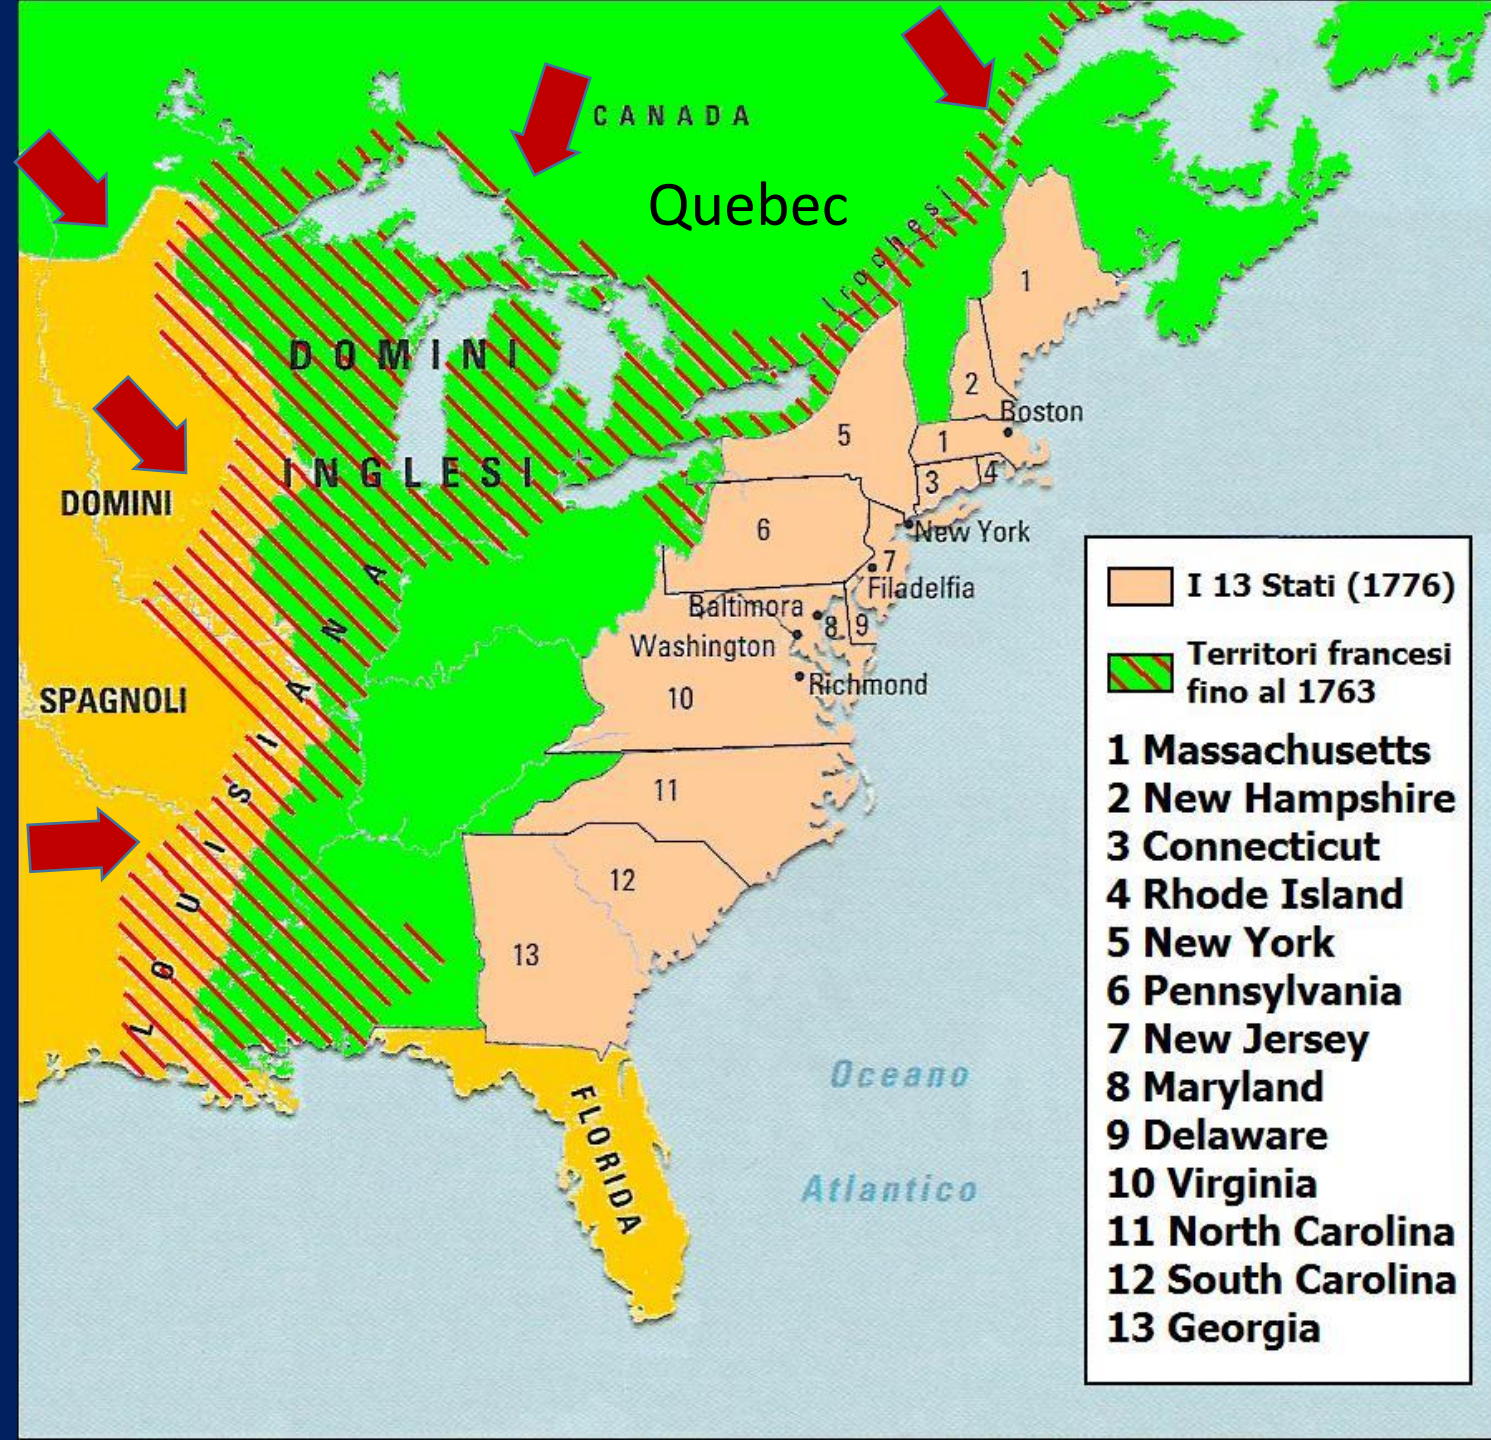 CANADA
Quebec
Irochesi
1
DOMINI
2
Boston
5
1
INGLESI
3
4
DOMINI
6
New York
7
Filadelfia
Baltimora
8
9
Washington
SPAGNOLI
10
Richmond
LOUISIANA
11
12
13
Oceano
Atlantico
FLORIDA
I 13 Stati (1776)
Territori francesi
fino al 1763
1 Massachusetts
2 New Hampshire
3 Connecticut
4 Rhode Island
5 New York
6 Pennsylvania
7 New Jersey
8 Maryland
9 Delaware
10 Virginia
11 North Carolina
12 South Carolina
13 Georgia